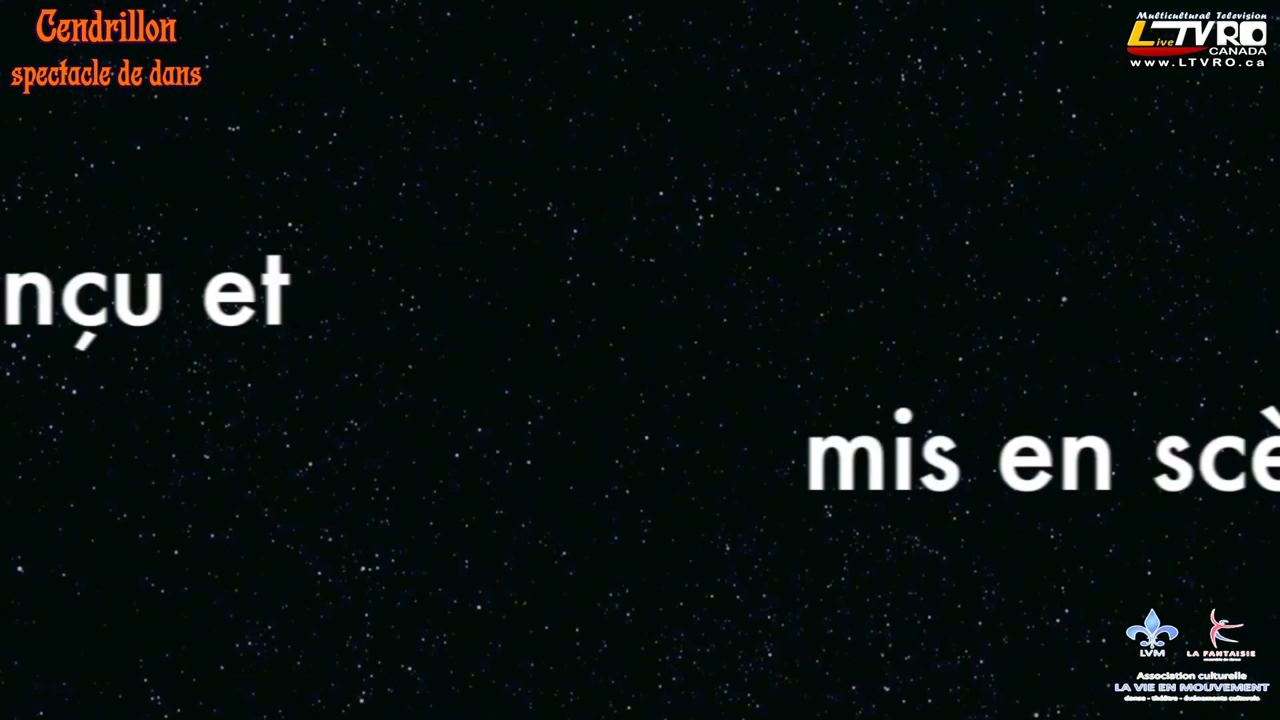 Cendrillon
spectacle de dans
Multicultural Television
Live TVRO
CANADA
www.LTVRO.ca
nçu et
mis en scè
LVM
LA FANTAISIE
Association culturelle
LA VIE EN MOUVEMENT
danse - théâtre - événements culturels